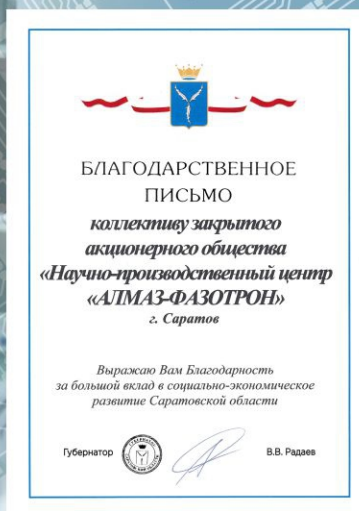 БЛАГОДАРСТВЕННОЕ
ПИСЬМО
коллективу закрытого
акционерного общества
«Научно-производственный центр
«АЛМАЗ-ФАЗОТРОН»
г. Саратов
Выражаю Вам Благодарность
за большой вклад в социально-экономическое
развитие Саратовской области
Губернатор
В.В. Радаев